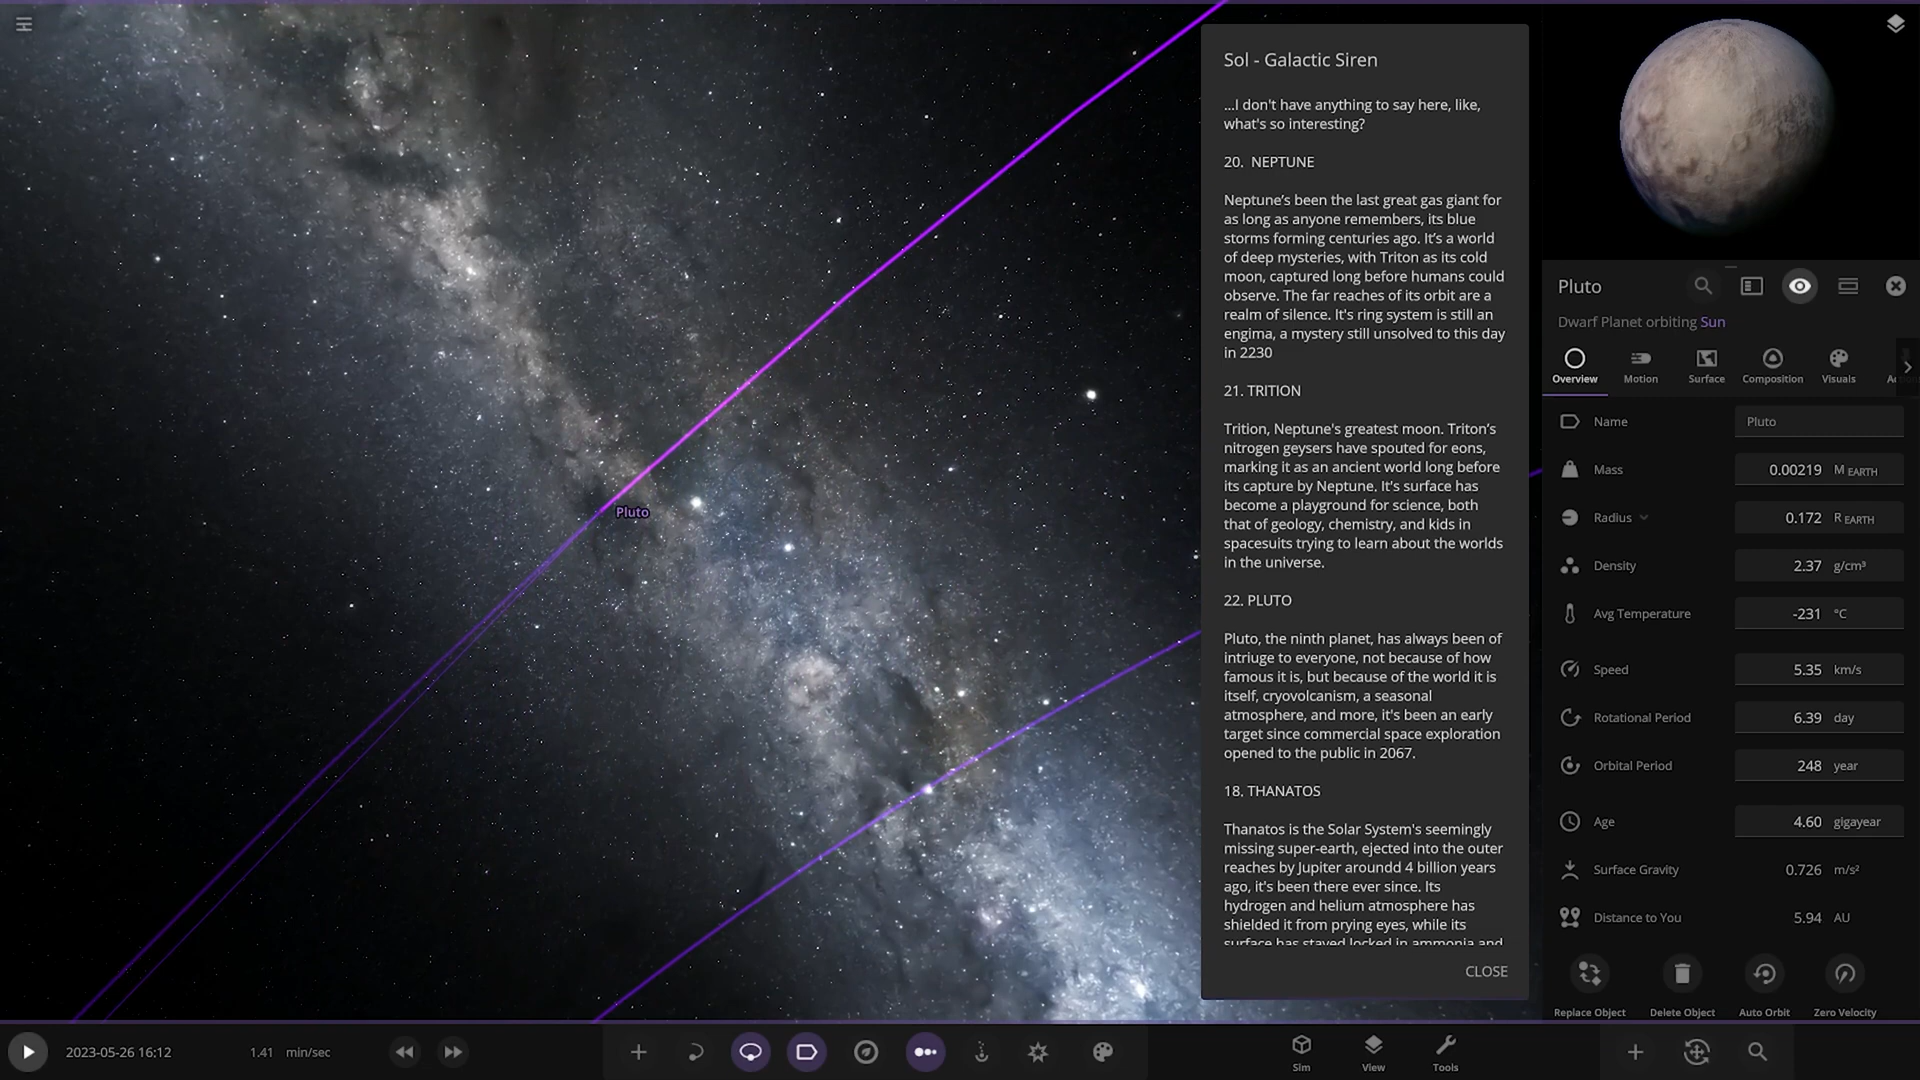 Sol - Galactic Siren
...I don't have anything to say here, like,
what's so interesting?
20.  NEPTUNE
Neptune’s been the last great gas giant for
as long as anyone remembers, its blue
storms forming centuries ago. It’s a world
of deep mysteries, with Triton as its cold
moon, captured long before humans could
observe. The far reaches of its orbit are a
realm of silence. It's ring system is still an
engima, a mystery still unsolved to this day
in 2230
21. TRITION
Trition, Neptune's greatest moon. Triton’s
nitrogen geysers have spouted for eons,
marking it as an ancient world long before
its capture by Neptune. It's surface has
become a playground for science, both
that of geology, chemistry, and kids in
spacesuits trying to learn about the worlds
in the universe.
22. PLUTO
Pluto, the ninth planet, has always been of
intriuge to everyone, not because of how
famous it is, but because of the world it is
itself, cryovolcanism, a seasonal
atmosphere, and more, it's been an early
target since commercial space exploration
opened to the public in 2067.
18. THANATOS
Thanatos is the Solar System's seemingly
missing super-earth, ejected into the outer
reaches by Jupiter aroundd 4 billion years
ago, it's been there ever since. Its
hydrogen and helium atmosphere has
shielded it from prying eyes, while its
surface has stayed locked in ammonia and
CLOSE
Pluto
Pluto
Dwarf Planet orbiting Sun
Overview
Motion
Surface
Composition
Visuals
Name Pluto
Mass 0.00219 M EARTH
Radius 0.172 R EARTH
Density 2.37 g/cm³
Avg Temperature -231 °C
Speed 5.35 km/s
Rotational Period 6.39 day
Orbital Period 248 year
Age 4.60 gigayear
Surface Gravity 0.726 m/s²
Distance to You 5.94 AU
Replace Object
Delete Object
Auto Orbit
Zero Velocity
2023-05-26 16:12
1.41 min/sec
Sim
View
Tools